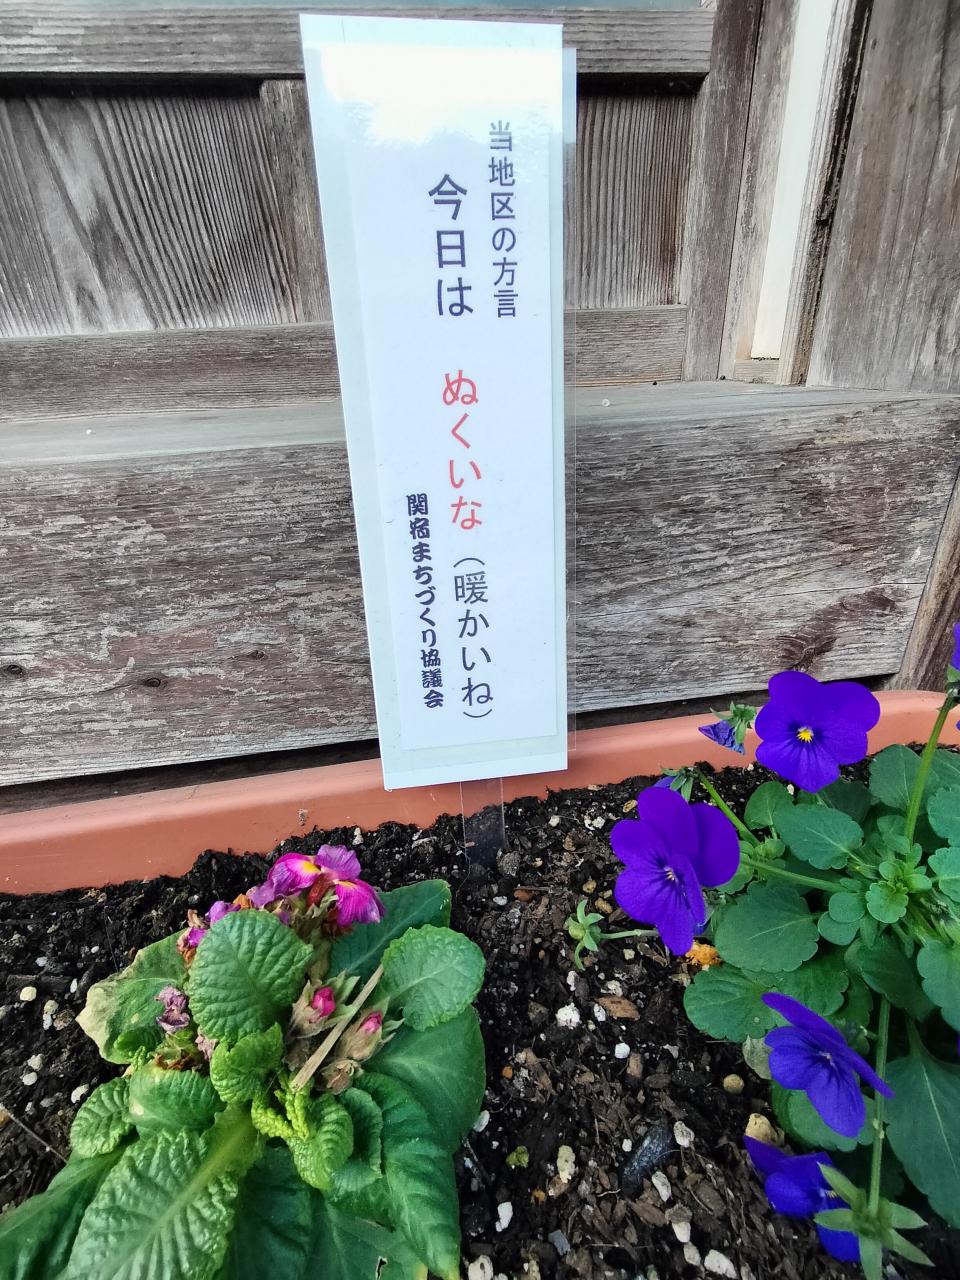 当地区の方言
今日は ぬくいな（暖かいね）
関宿まちづくり協議会